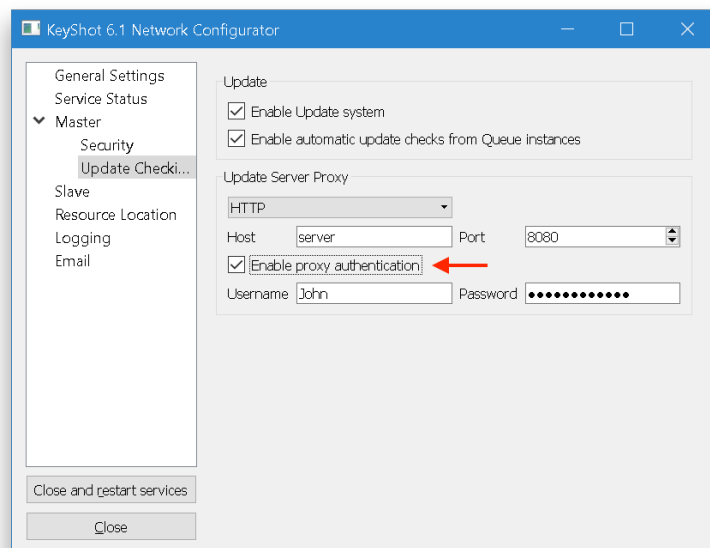 KeyShot 6.1 Network Configurator
General Settings
Service Status
Master
Security
Update Checki...
Slave
Resource Location
Logging
Email
Close and restart services
Close
Update
Enable Update system
Enable automatic update checks from Queue instances
Update Server Proxy
HTTP
Host server Port 8080
Enable proxy authentication
Username John Password ●●●●●●●●●●●●